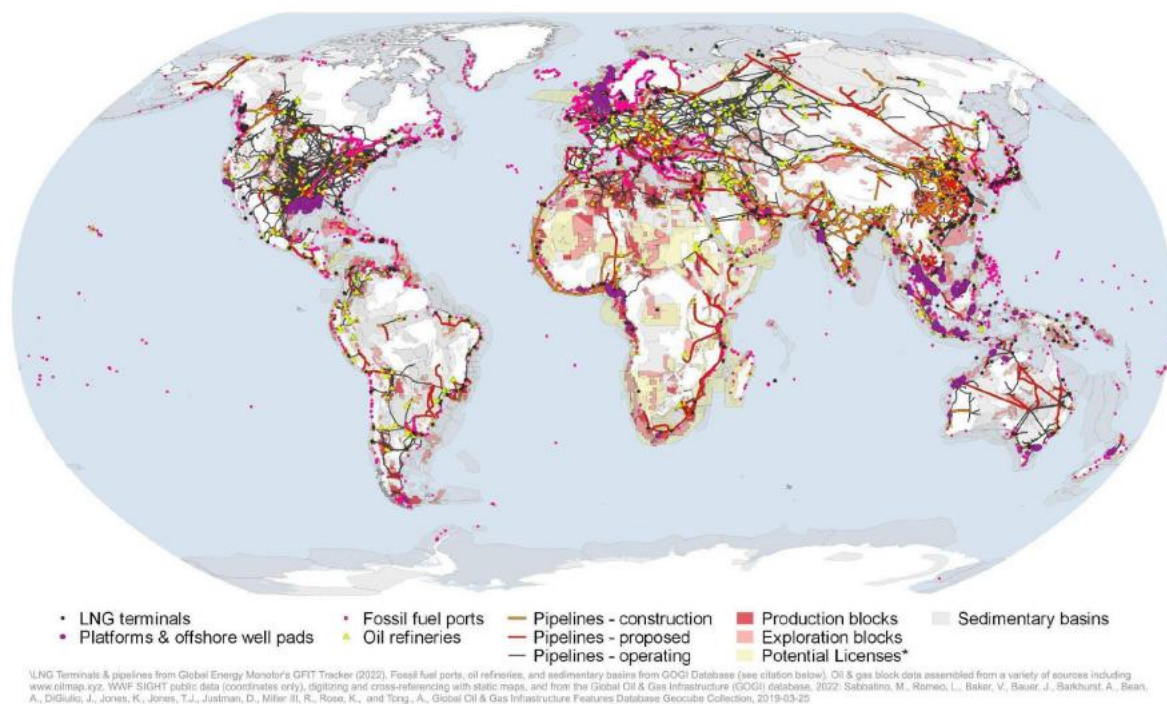 LNG terminals
Platforms & offshore well pads
Fossil fuel ports
Oil refineries
Pipelines - construction
Pipelines - proposed
Pipelines - operating
Production blocks
Exploration blocks
Potential Licenses*
Sedimentary basins
\LNG Terminals & pipelines from Global Energy Monotor's GFIT Tracker (2022). Fossil fuel ports, oil refineries, and sedimentary basins from GOGI Database (see citation below). Oil & gas block data assembled from a variety of sources including
www.oilmap.xyz, WWF SIGHT public data (coordinates only), digitizing and cross-referencing with static maps, and from the Global Oil & Gas Infrastructure (GOGI) database, 2022: Sabbatino, M., Romeo, L., Baker, V., Bauer, J., Barkhurst, A., Bean,
A., DiGiulio, J., Jones, K., Jones, T.J., Justman, D., Miller III, R., Rose, K., and Tong., A., Global Oil & Gas Infrastructure Features Database Geocube Collection, 2019-03-25